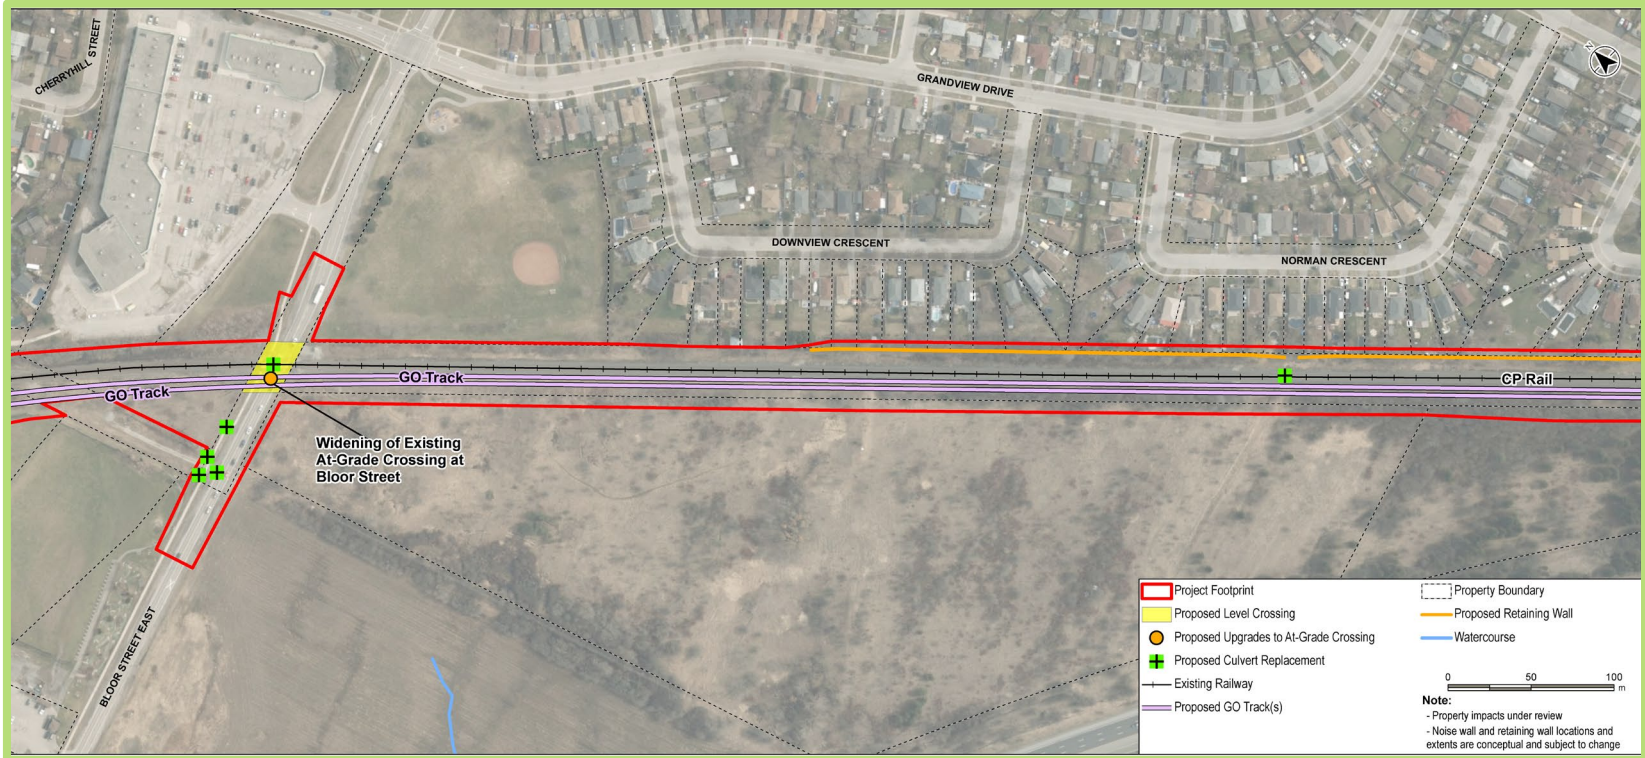 CHERRYHILL STREET
GRANDVIEW DRIVE
N
DOWNVIEW CRESCENT
NORMAN CRESCENT
GO Track
GO Track
CP Rail
Widening of Existing
At-Grade Crossing at
Bloor Street
BLOOR STREET EAST
Project Footprint
Proposed Level Crossing
Proposed Upgrades to At-Grade Crossing
Proposed Culvert Replacement
Existing Railway
Proposed GO Track(s)
Property Boundary
Proposed Retaining Wall
Watercourse
0 50 100
m
Note:
- Property impacts under review
- Noise wall and retaining wall locations and
extents are conceptual and subject to change